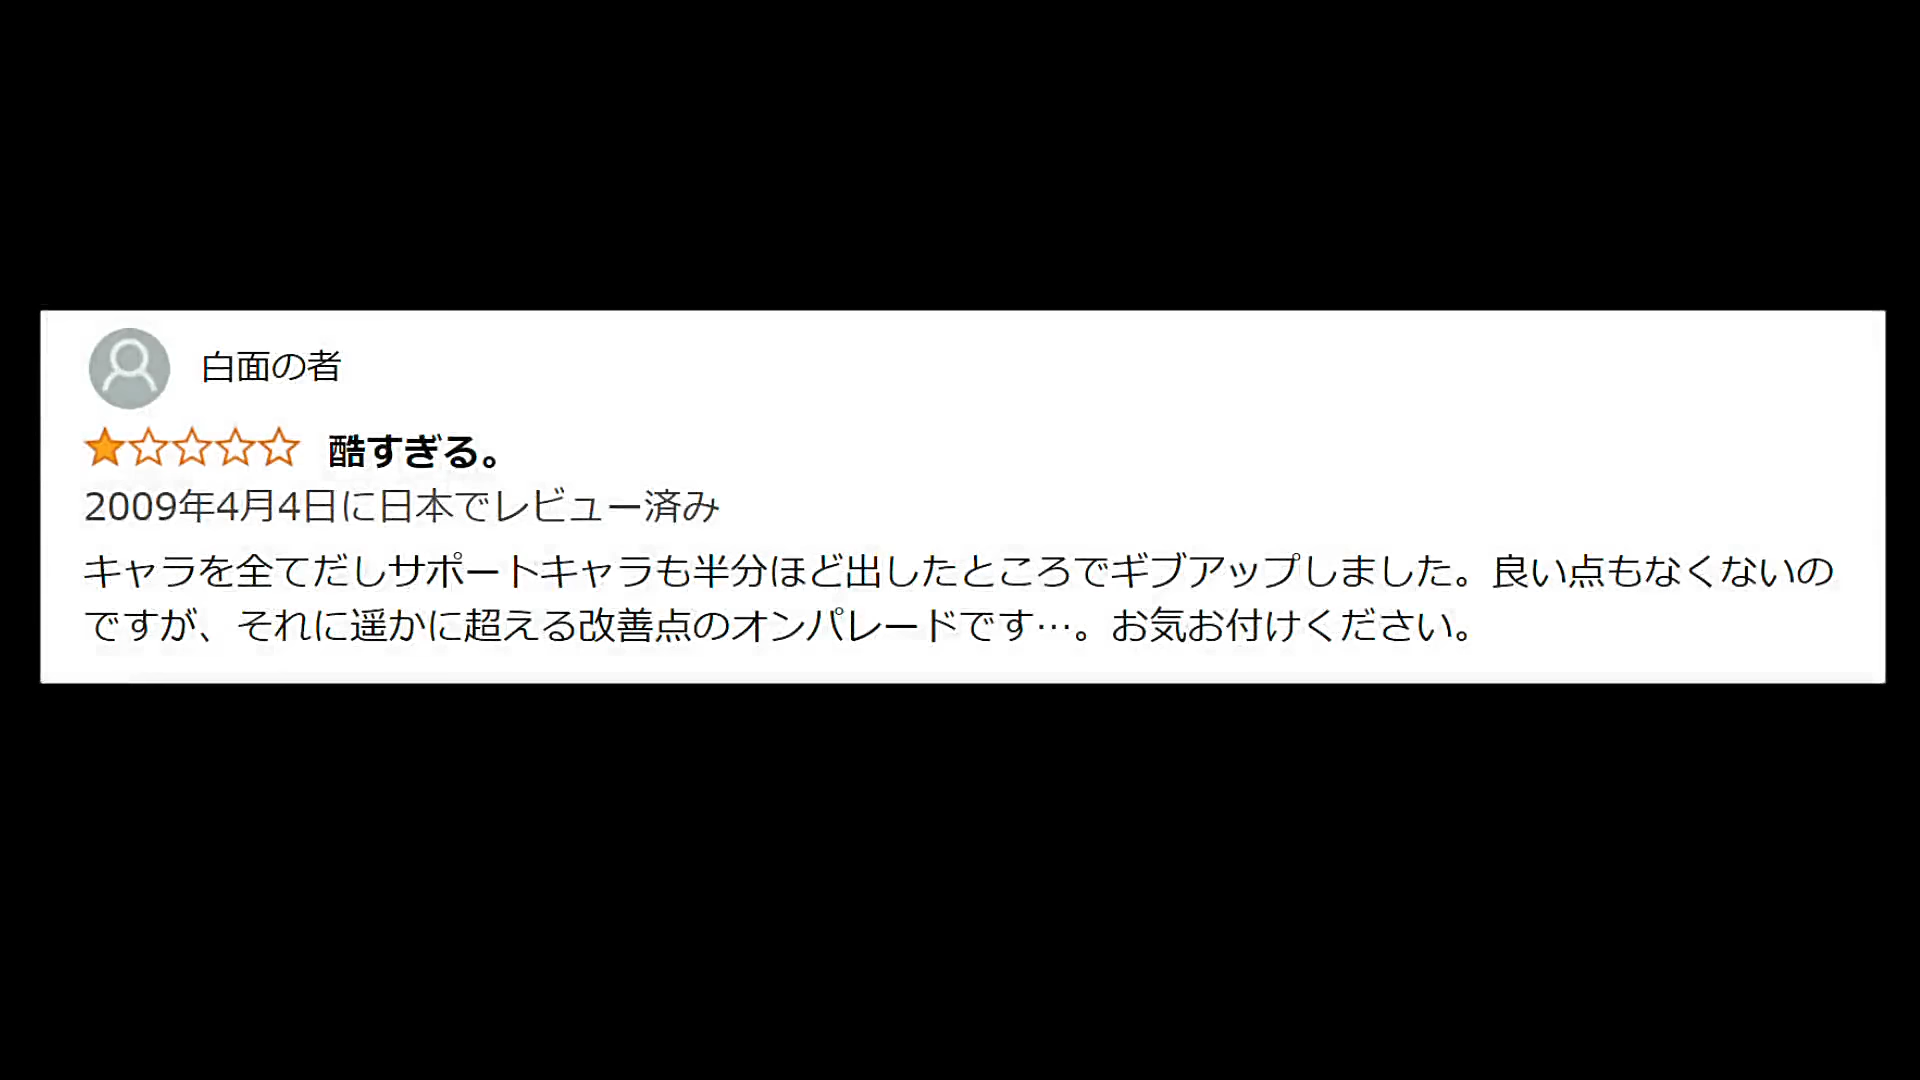 白面の者
酷すぎる。
2009年4月4日に日本でレビュー済み
キャラを全てだしサポートキャラも半分ほど出したところでギブアップしました。良い点もなくないの
ですが、それに遥かに超える改善点のオンパレードです…。お気お付けください。